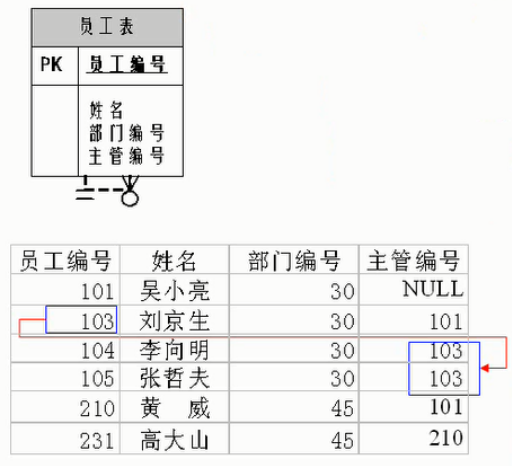 员工表
PK 员工编号
姓名
部门编号
主管编号
员工编号 姓名 部门编号 主管编号
101 吴小亮 30 NULL
103 刘京生 30 101
104 李向明 30 103
105 张哲夫 30 103
210 黄 威 45 101
231 高大山 45 210